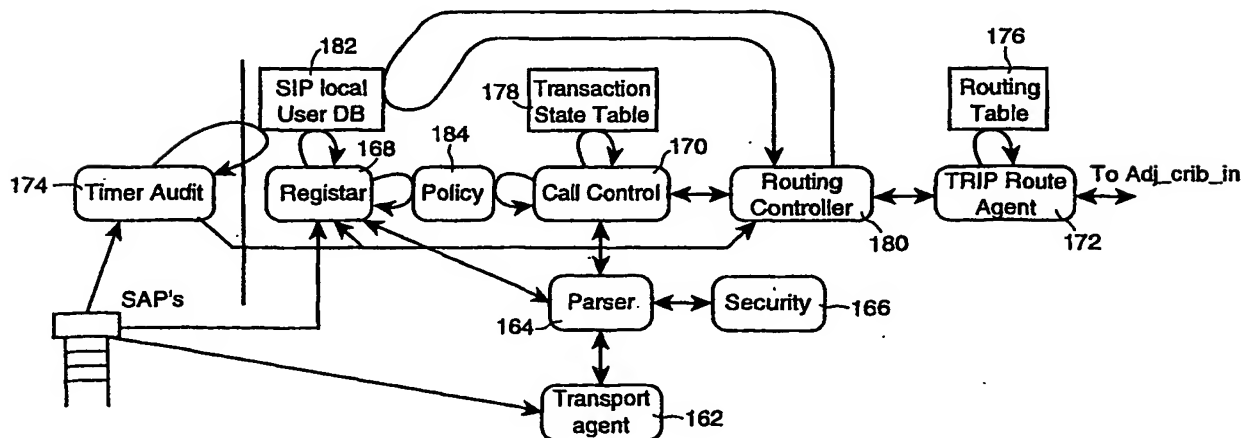 182
SIP local
User DB
178
Transaction
State Table
176
Routing
Table
174
Timer Audit
168
Registar
184
Policy
170
Call Control
Routing
Controller
180
TRIP Route
Agent
172
To Adj_crib_in
SAP's
Parser
164
Security
166
Transport
agent
162